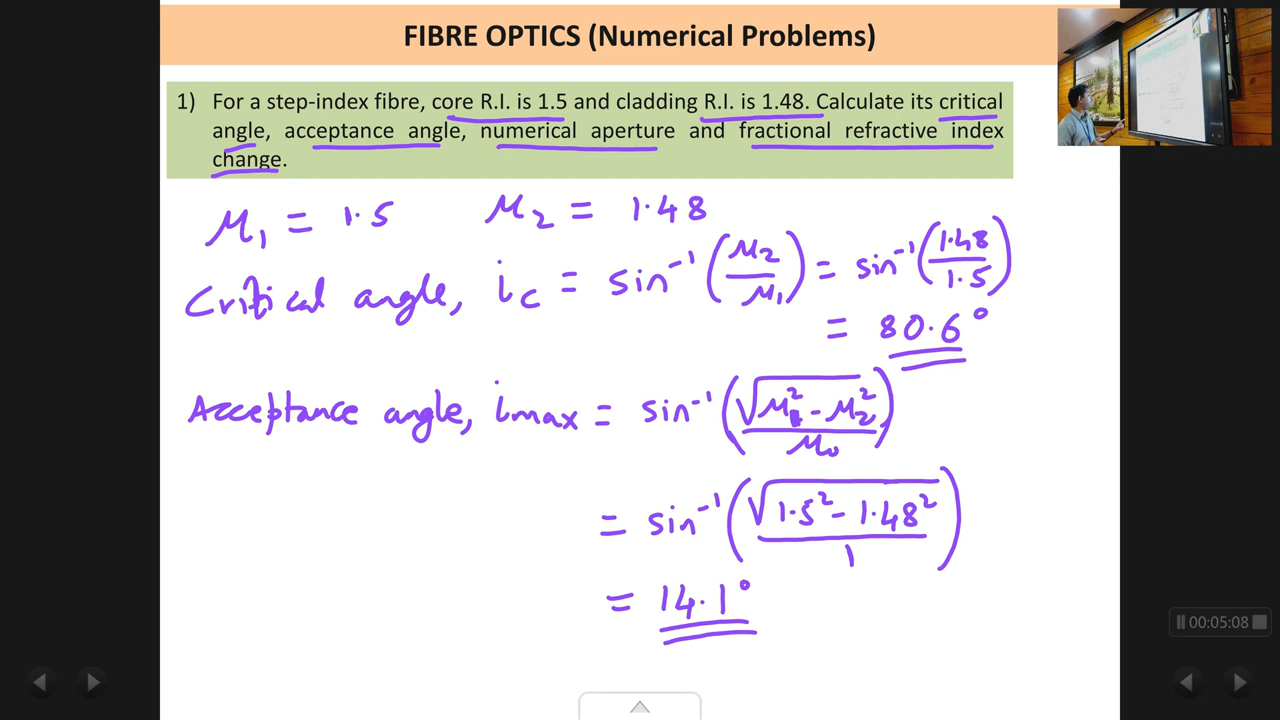 FIBRE OPTICS (Numerical Problems)
1) For a step-index fibre, core R.I. is 1.5 and cladding R.I. is 1.48. Calculate its critical
angle, acceptance angle, numerical aperture and fractional refractive index
change.
μ₁ = 1.5 μ₂ = 1.48
Critical angle, i_c = sin⁻¹ (μ₂/μ₁) = sin⁻¹ (1.48/1.5)
= 80.6°
Acceptance angle, imax = sin⁻¹ (√(μ₁² - μ₂²)/μ₀)
= sin⁻¹ (√(1.5² - 1.48²)/1)
= 14.1°
00:05:08